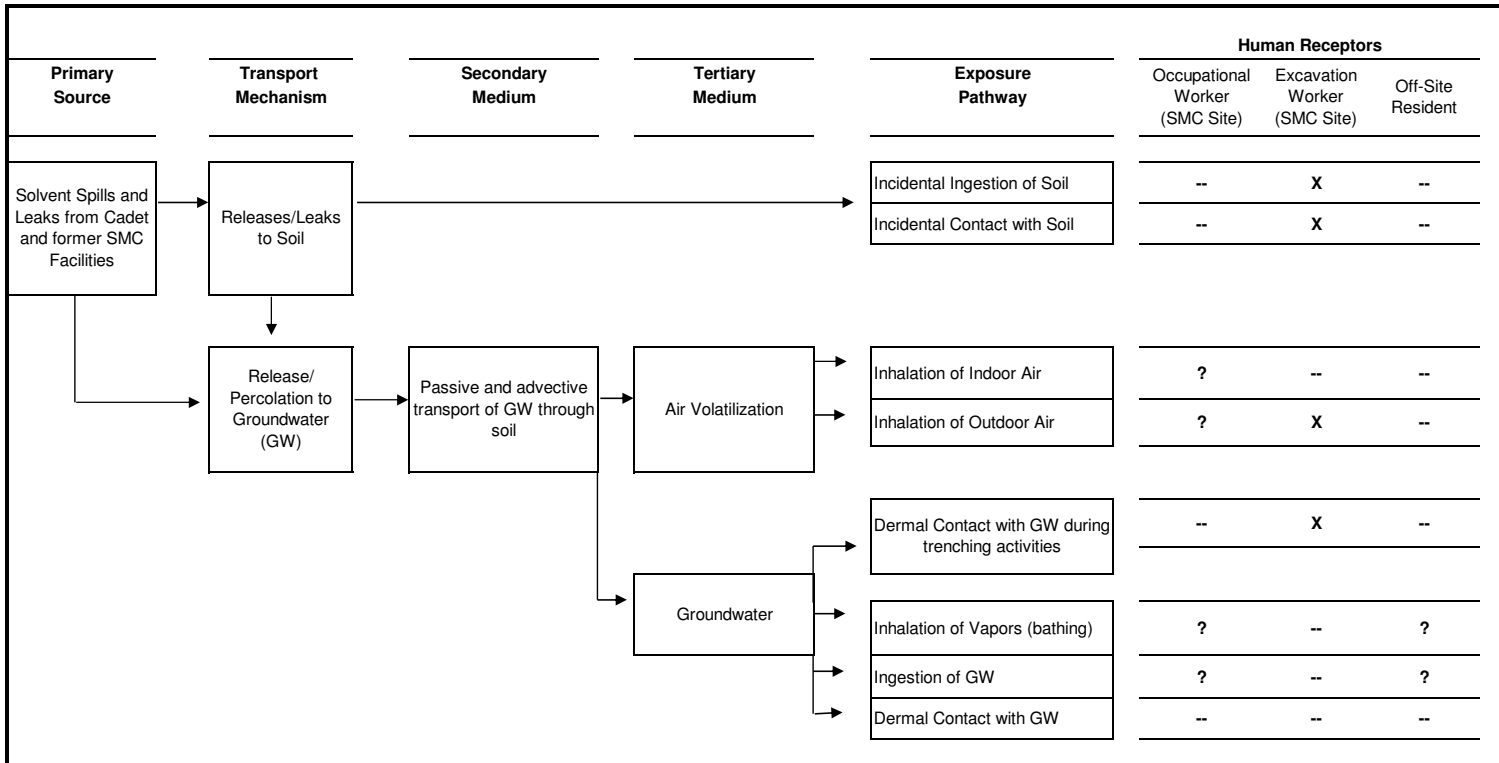 Human Receptors
Primary
Source
Transport
Mechanism
Secondary
Medium
Tertiary
Medium
Exposure
Pathway
Occupational
Worker
(SMC Site)
Excavation
Worker
(SMC Site)
Off-Site
Resident
Solvent Spills and
Leaks from Cadet
and former SMC
Facilities
Releases/Leaks
to Soil
Incidental Ingestion of Soil
-- X --
Incidental Contact with Soil
-- X --
Release/
Percolation to
Groundwater
(GW)
Passive and advective
transport of GW through
soil
Air Volatilization
Inhalation of Indoor Air
? -- --
Inhalation of Outdoor Air
? X --
Dermal Contact with GW during
trenching activities
-- X --
Groundwater
Inhalation of Vapors (bathing)
? -- ?
Ingestion of GW
? -- ?
Dermal Contact with GW
-- -- --